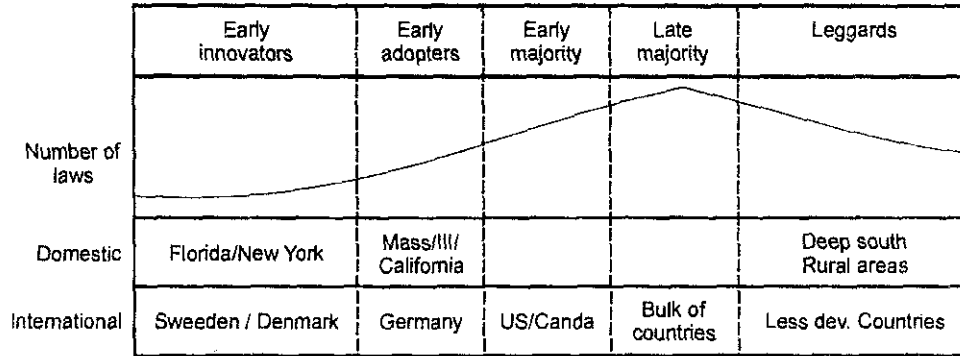 Early
innovators
Early
adopters
Early
majority
Late
majority
Leggards
Number of
laws
Domestic
Florida/New York
Mass/Ill/
California
Deep south
Rural areas
International
Sweeden / Denmark
Germany
US/Canda
Bulk of
countries
Less dev. Countries